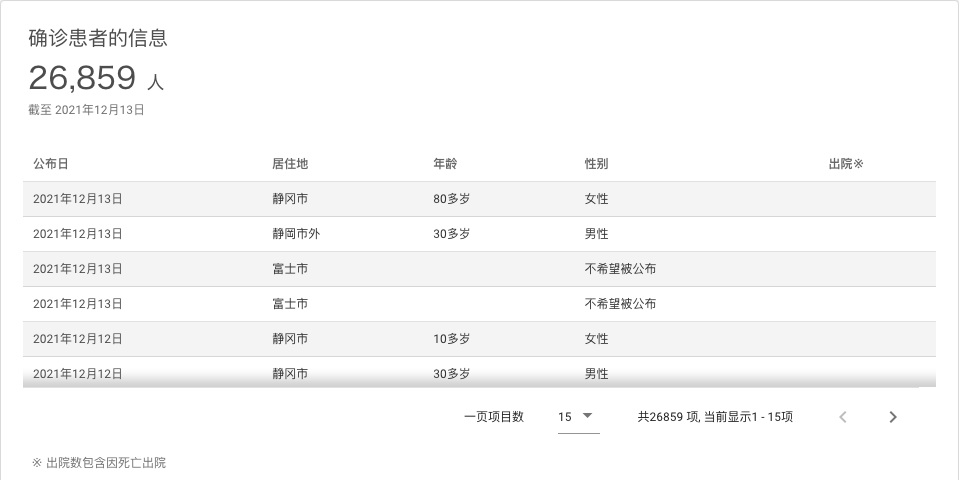 确诊患者的信息
26,859 人
截至 2021年12月13日
公布日 居住地 年龄 性别 出院※
2021年12月13日 静冈市 80多岁 女性
2021年12月13日 静岡市外 30多岁 男性
2021年12月13日 富士市 不希望被公布
2021年12月13日 富士市 不希望被公布
2021年12月12日 静冈市 10多岁 女性
2021年12月12日 静冈市 30多岁 男性
一页项目数 15 共26859 项, 当前显示1 - 15项
※ 出院数包含因死亡出院